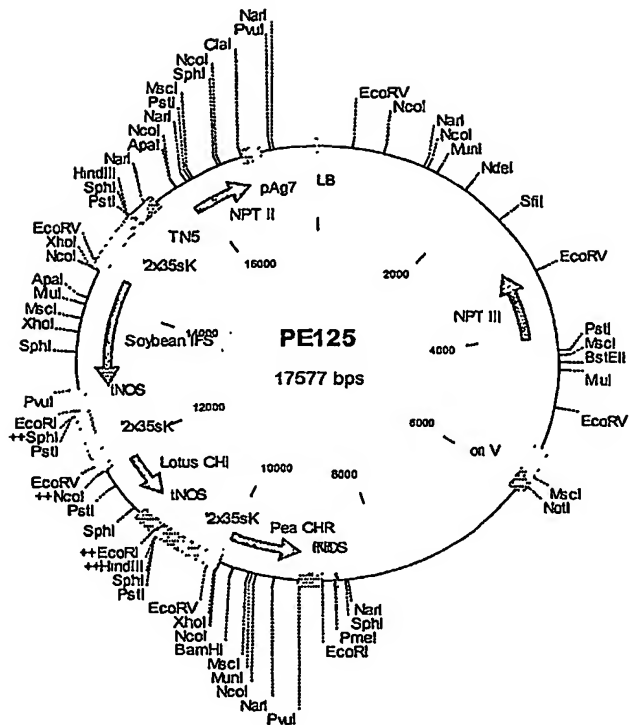 NarI
PvuI
ClaI
NcoI
SphI
MscI
PstI
NarI
NcoI
ApaI
NarI
HindIII
SphI
PstI
EcoRV
XhoI
NcoI
ApaI
MluI
MscI
XhoI
SphI
PvuI
EcoRI
++SphI
PstI
EcoRV
++NcoI
PstI
SphI
++EcoRI
++HindIII
SphI
PstI
EcoRV
XhoI
NcoI
BamHI
MscI
MunI
NcoI
NarI
PvuI
EcoRI
PmeI
SphI
NarI
NotI
MscI
EcoRV
MluI
BstEII
MscI
PstI
EcoRV
SfiI
NdeI
MunI
NcoI
NarI
NcoI
EcoRV
LB
pAg7
NPT II
TN5
'2x35sK
Soybean IFS
tNOS
'2x35sK
Lotus CHI
tNOS
'2x35sK
Pea CHR
ori V
NPT III
PE125
17577 bps
2000
4000
6000
8000
10000
12000
14000
16000